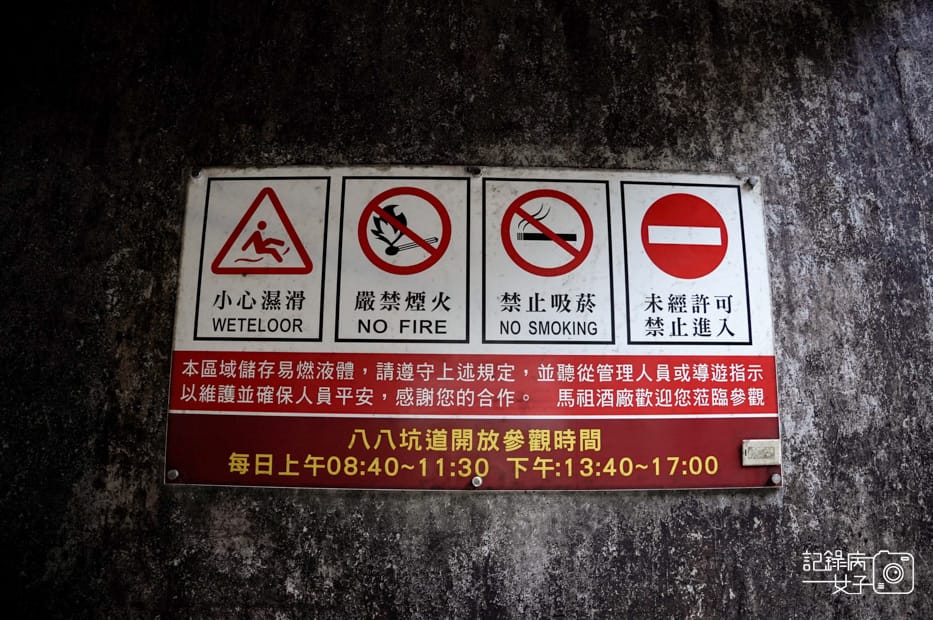 小心濕滑
WETELOOR
嚴禁煙火
NO FIRE
禁止吸菸
NO SMOKING
未經許可
禁止進入
本區域儲存易燃液體，請遵守上述規定，並聽從管理人員或導遊指示
以維護並確保人員平安，感謝您的合作。 馬祖酒廠歡迎您蒞臨參觀
八八坑道開放參觀時間
每日上午08:40~11:30 下午:13:40~17:00
記錄病
女子